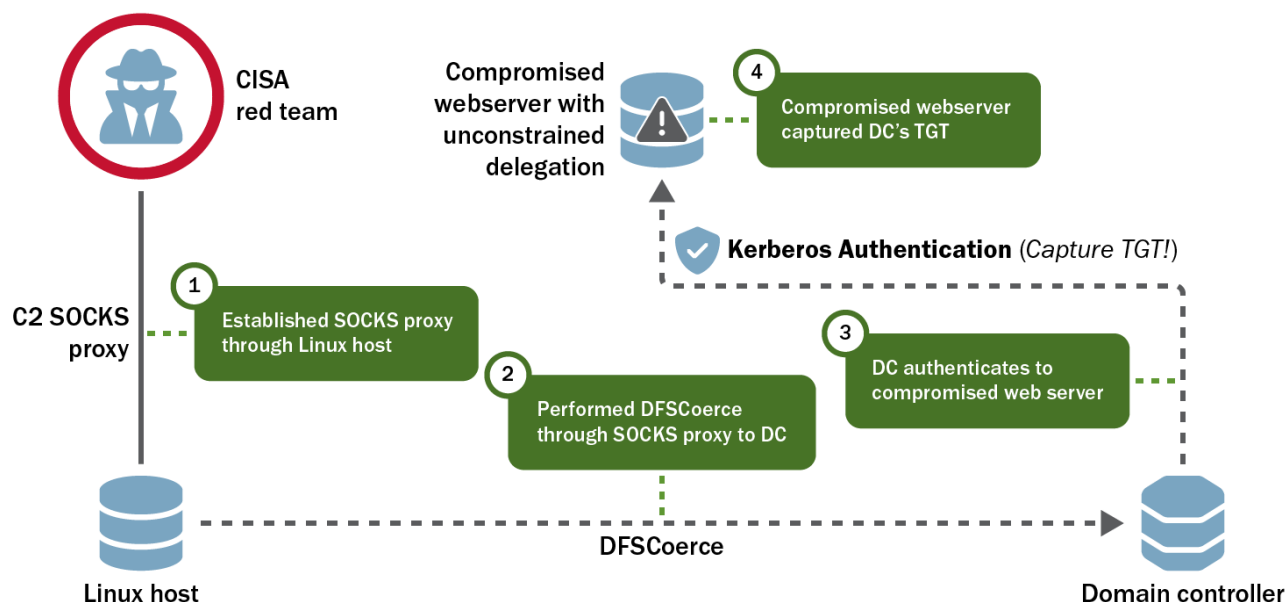 CISA
red team
Compromised
webserver with
unconstrained
delegation
4
Compromised webserver
captured DC’s TGT
Kerberos Authentication (Capture TGT!)
C2 SOCKS
proxy
1
Established SOCKS proxy
through Linux host
2
Performed DFSCoerce
through SOCKS proxy to DC
3
DC authenticates to
compromised web server
DFSCoerce
Linux host
Domain controller